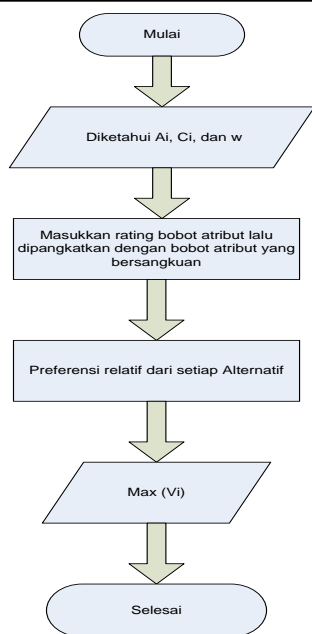 Mulai
Diketahui Ai, Ci, dan w
Masukkan rating bobot atribut lalu
dipangkatkan dengan bobot atribut yang
bersangkuan
Preferensi relatif dari setiap Alternatif
Max (Vi)
Selesai